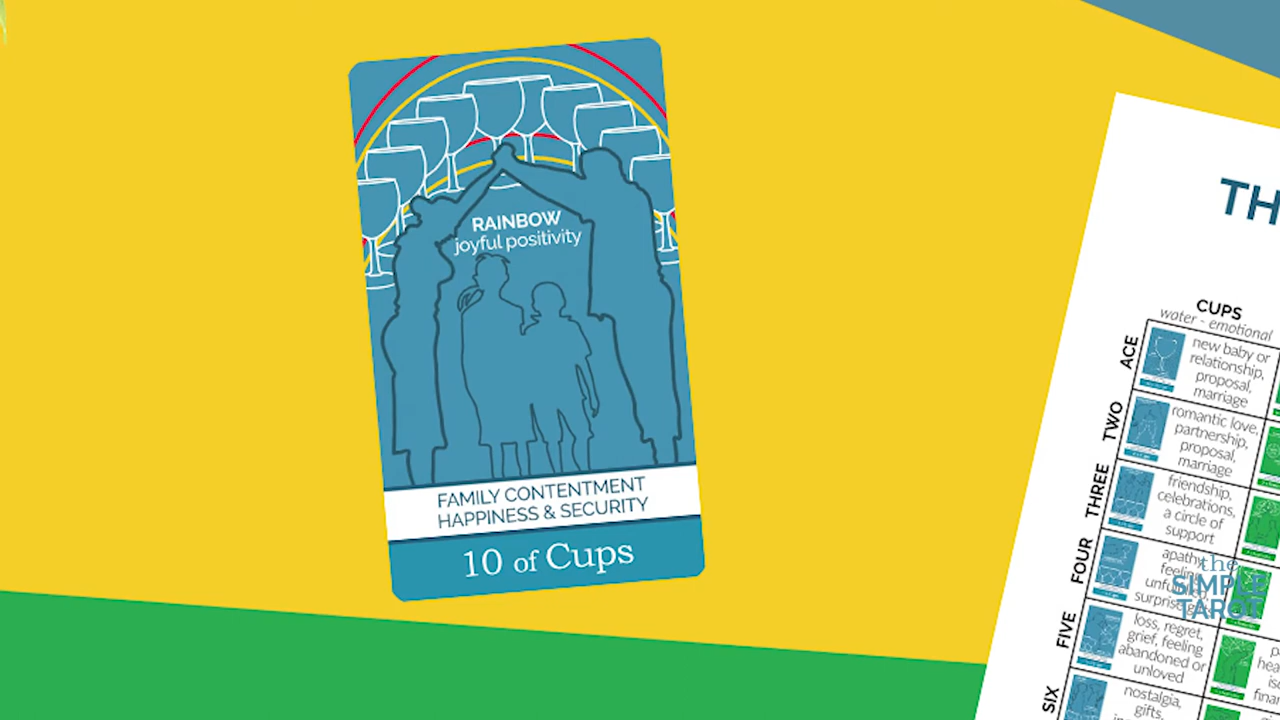 RAINBOW
joyful positivity
FAMILY CONTENTMENT
HAPPINESS & SECURITY
10 of Cups
TH
CUPS
water - emotional
ACE
new baby or
relationship,
proposal,
marriage
TWO
romantic love,
partnership,
proposal,
marriage
THREE
friendship,
celebrations,
a circle of
support
FOUR
apathy
feeling
surprise
FIVE
loss, regret,
grief, feeling
abandoned or
unloved
SIX
nostalgia,
gifts,
the
SIMPLE
TAROT